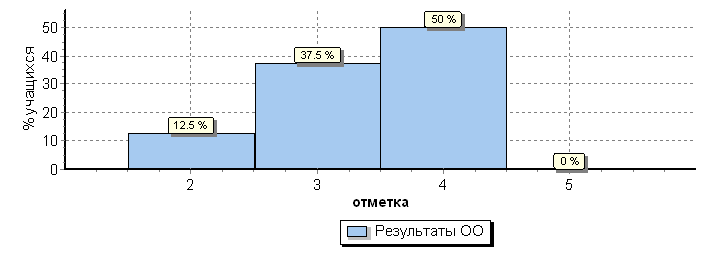 % учащихся
50
40
30
20
10
0
12.5 %
37.5 %
50 %
0 %
2 3 4 5
отметка
Результаты ОО